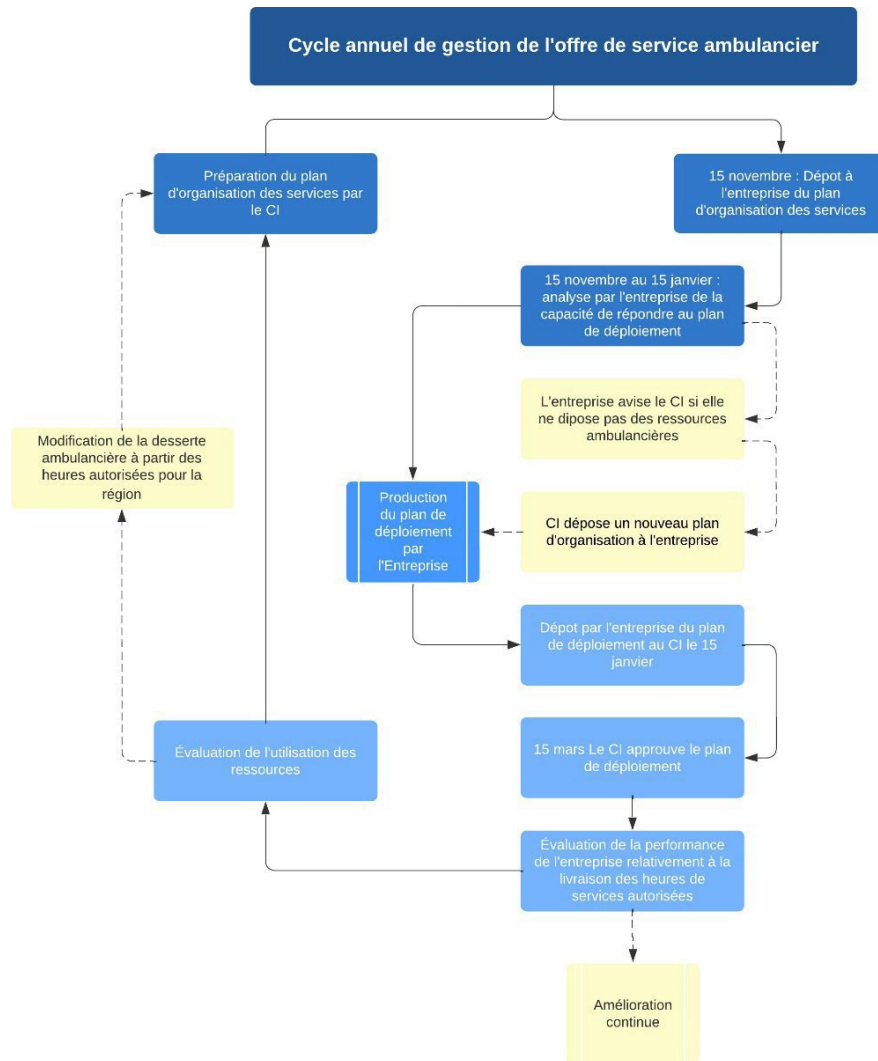 Cycle annuel de gestion de l'offre de service ambulancier
Préparation du plan
d'organisation des services par
le CI
15 novembre : Dépot à
l'entreprise du plan
d'organisation des services
15 novembre au 15 janvier :
analyse par l'entreprise de la
capacité de répondre au plan
de déploiement
L'entreprise avise le CI si elle
ne dipose pas des ressources
ambulancières
Modification de la desserte
ambulancière à partir des
heures autorisées pour la
région
Production
du plan de
déploiement
par
l'Entreprise
CI dépose un nouveau plan
d'organisation à l'entreprise
Dépot par l'entreprise du plan
de déploiement au CI le 15
janvier
Évaluation de l'utilisation des
ressources
15 mars Le CI approuve le plan
de déploiement
Évaluation de la performance
de l'entreprise relativement à la
livraison des heures de
services autorisées
Amélioration
continue